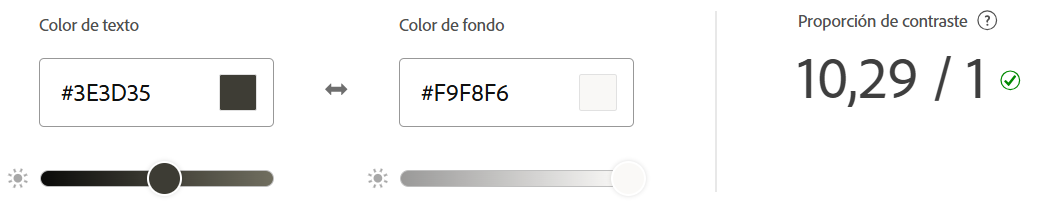 Color de texto
Color de fondo
Proporción de contraste ?
#3E3D35
#F9F8F6
10,29 / 1